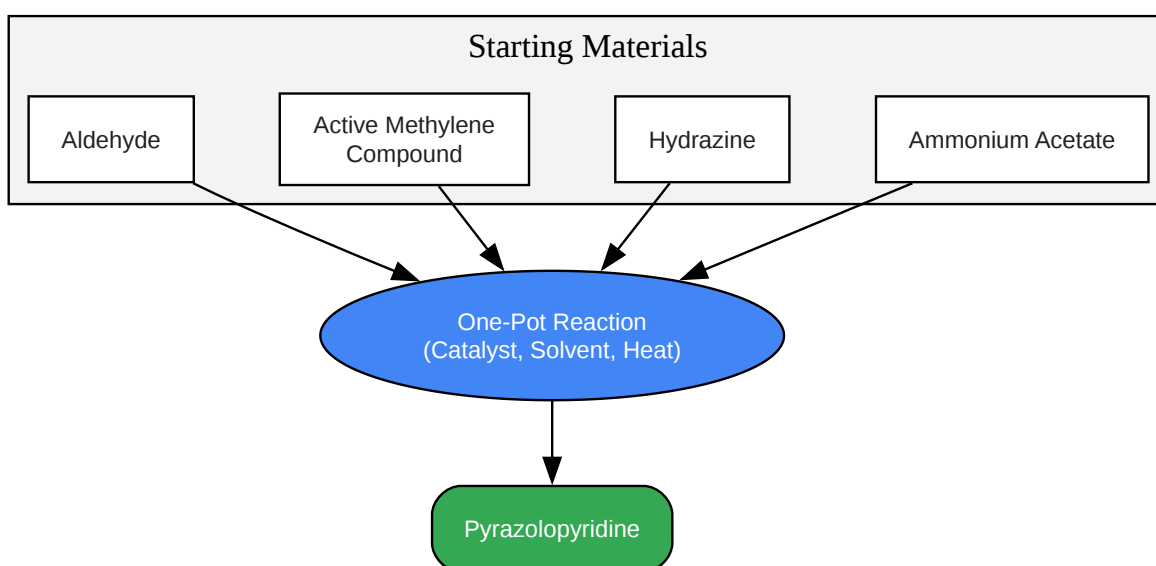 Starting Materials
Aldehyde
Active Methylene
Compound
Hydrazine
Ammonium Acetate
One-Pot Reaction
(Catalyst, Solvent, Heat)
Pyrazolopyridine